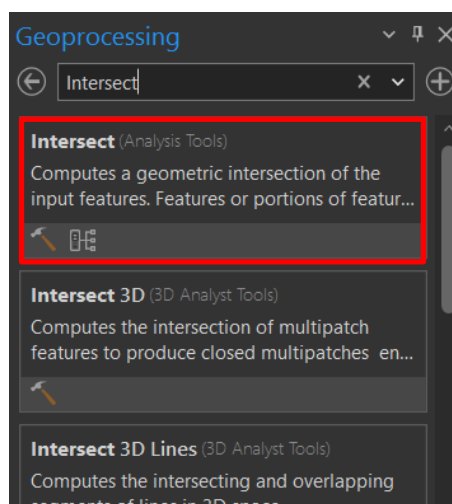 Geoprocessing
Intersect
Intersect (Analysis Tools)
Computes a geometric intersection of the
input features. Features or portions of featur...
Intersect 3D (3D Analyst Tools)
Computes the intersection of multipatch
features to produce closed multipatches en...
Intersect 3D Lines (3D Analyst Tools)
Computes the intersecting and overlapping
segments of lines in 3D space